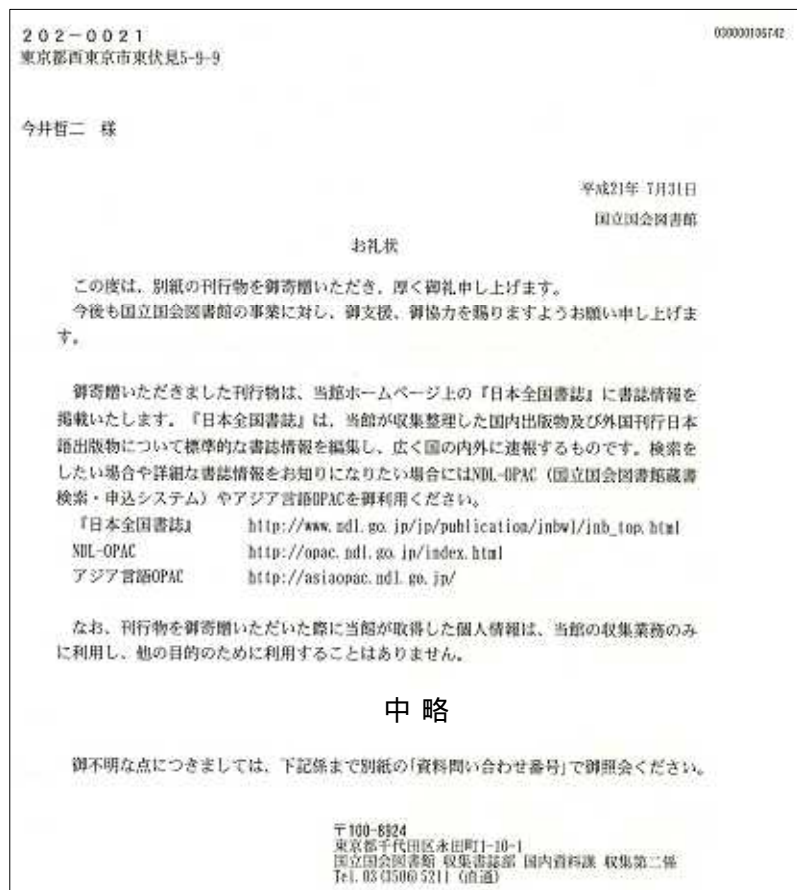 202-0021
030000106742
東京都西東京市東伏見5-9-9
今井哲二 様
平成21年 7月31日
国立国会図書館
お礼状
この度は、別紙の刊行物を御寄贈いただき、厚く御礼申し上げます。
今後も国立国会図書館の事業に対し、御支援、御協力を賜りますようお願い申し上げま
す。
御寄贈いただきました刊行物は、当館ホームページ上の『日本全国書誌』に書誌情報を
掲載いたします。『日本全国書誌』は、当館が収集整理した国内出版物及び外国刊行日本
語出版物について標準的な書誌情報を編集し、広く国の内外に速報するものです。検索を
したい場合や詳細な書誌情報をお知りになりたい場合にはNDL-OPAC（国立国会図書館蔵書
検索・申込システム）やアジア言語OPACを御利用ください。
『日本全国書誌』 http://www.ndl.go.jp/jp/publication/jnbwl/jnb_top.html
NDL-OPAC http://opac.ndl.go.jp/index.html
アジア言語OPAC http://asiaopac.ndl.go.jp/
なお、刊行物を御寄贈いただいた際に当館が取得した個人情報は、当館の収集業務のみ
に利用し、他の目的のために利用することはありません。
中 略
御不明な点につきましては、下記係まで別紙の「資料問い合わせ番号」で御照会ください。
〒100-8924
東京都千代田区永田町1-10-1
国立国会図書館 収集書誌部 国内資料課 収集第二係
Tel. 03(3506)5211 (直通)